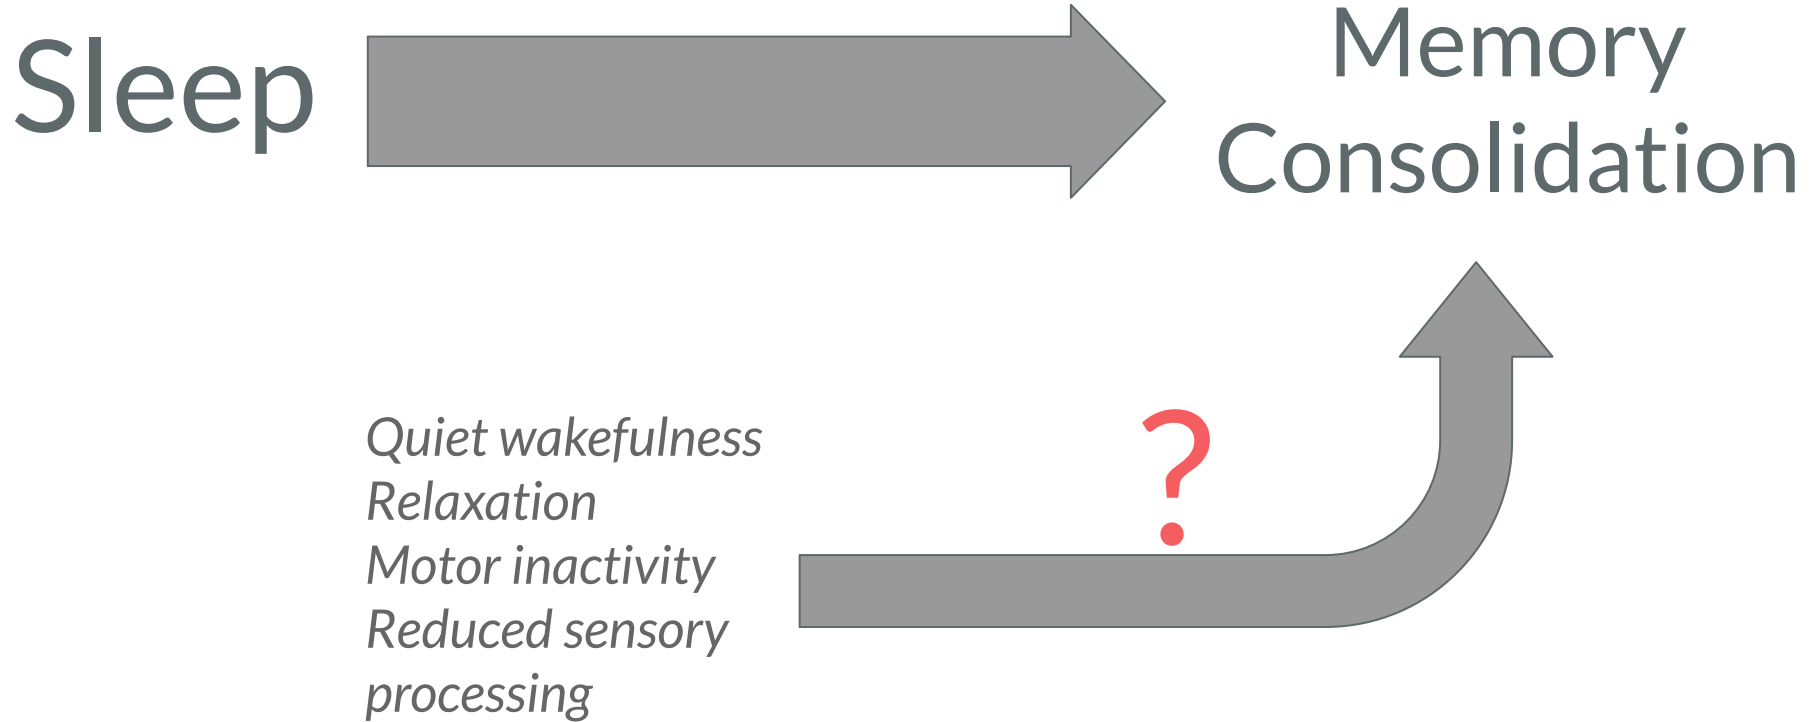 Sleep
Memory
Consolidation
Quiet wakefulness
Relaxation
Motor inactivity
Reduced sensory
processing
?